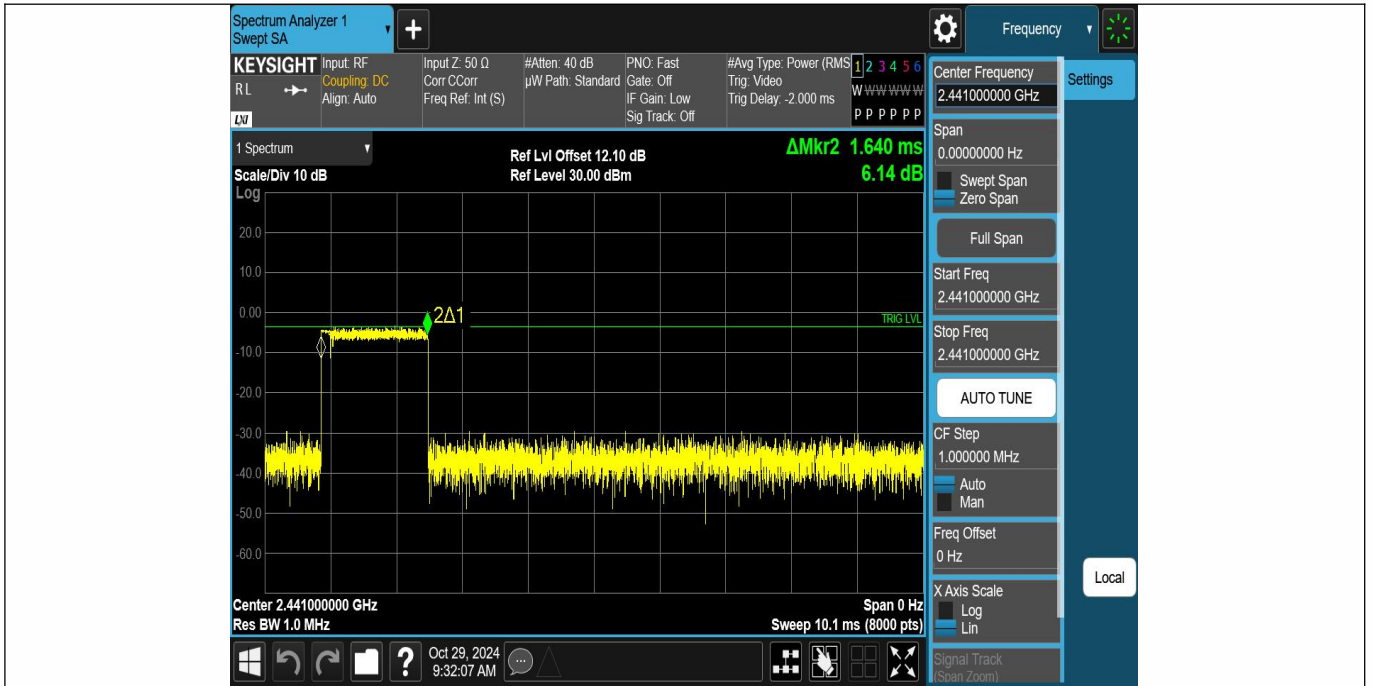 Spectrum Analyzer 1
Swept SA
+
Frequency
KEYSIGHT
RL
LXI
Input: RF
Coupling: DC
Align: Auto
Input Z: 50 Ω
Corr CCorr
Freq Ref: Int (S)
#Atten: 40 dB
µW Path: Standard
PNO: Fast
Gate: Off
IF Gain: Low
Sig Track: Off
#Avg Type: Power (RMS
Trig: Video
Trig Delay: -2.000 ms
1 2 3 4 5 6
W W W W W W
P P P P P P
1 Spectrum
Scale/Div 10 dB
Log
Ref Lvl Offset 12.10 dB
Ref Level 30.00 dBm
ΔMkr2 1.640 ms
6.14 dB
20.0
10.0
0.00
-10.0
-20.0
-30.0
-40.0
-50.0
-60.0
2Δ1
TRIG LVL
Center 2.441000000 GHz
Res BW 1.0 MHz
Span 0 Hz
Sweep 10.1 ms (8000 pts)
Oct 29, 2024
9:32:07 AM
?
Center Frequency
2.441000000 GHz
Settings
Span
0.00000000 Hz
Swept Span
Zero Span
Full Span
Start Freq
2.441000000 GHz
Stop Freq
2.441000000 GHz
AUTO TUNE
CF Step
1.000000 MHz
Auto
Man
Freq Offset
0 Hz
X Axis Scale
Log
Lin
Local
Signal Track
(Span Zoom)